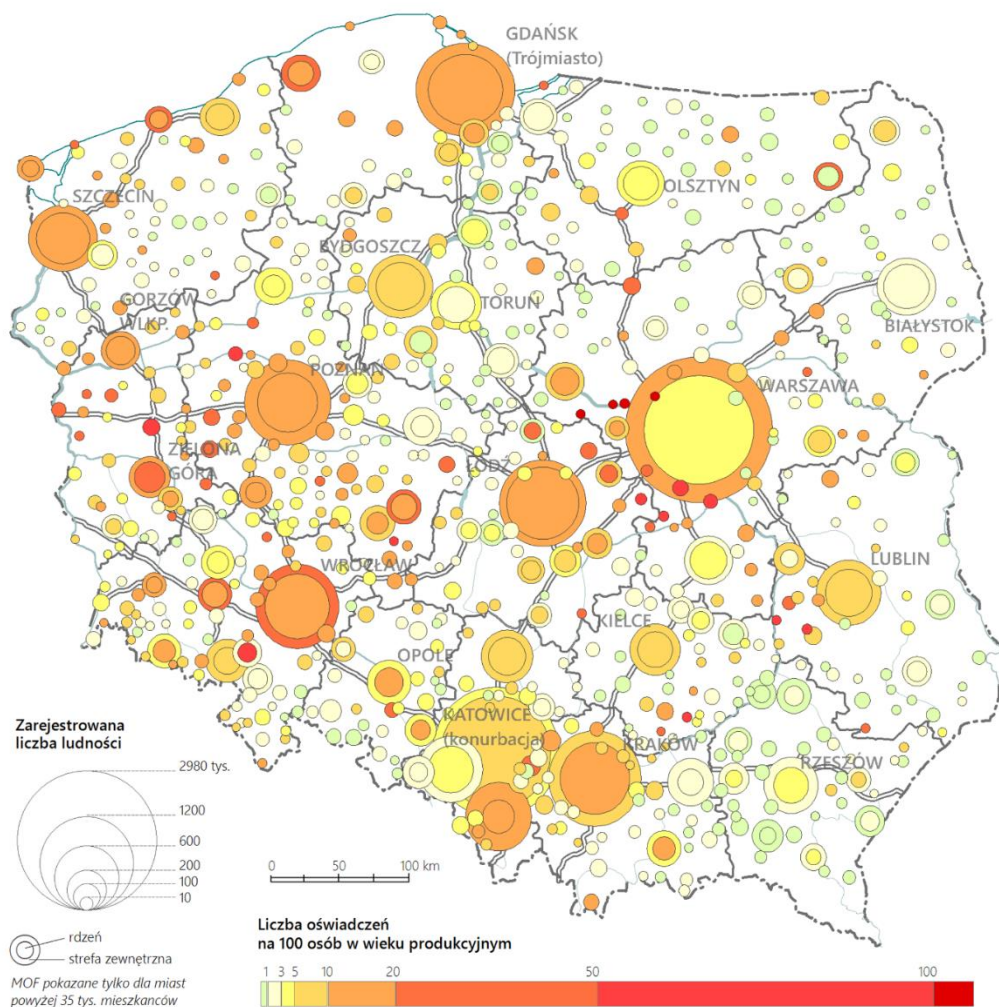 GDAŃSK
(Trójmiasto)
SZCZECIN
OLSZTYN
BYDGOSZCZ
TORUŃ
GORZÓW
WLKP.
BIAŁYSTOK
POZNAŃ
WARSZAWA
ZIELONA
GÓRA
ŁÓDŹ
WROCŁAW
LUBLIN
KIELCE
OPOLE
KATOWICE
(konurbacja)
KRAKÓW
RZESZÓW
Zarejestrowana
liczba ludności
2980 tys.
1200
600
200
100
10
rdzeń
strefa zewnętrzna
MOF pokazane tylko dla miast
powyżej 35 tys. mieszkańców
0 50 100 km
Liczba oświadczeń
na 100 osób w wieku produkcyjnym
1 3 5 10 20 50 100